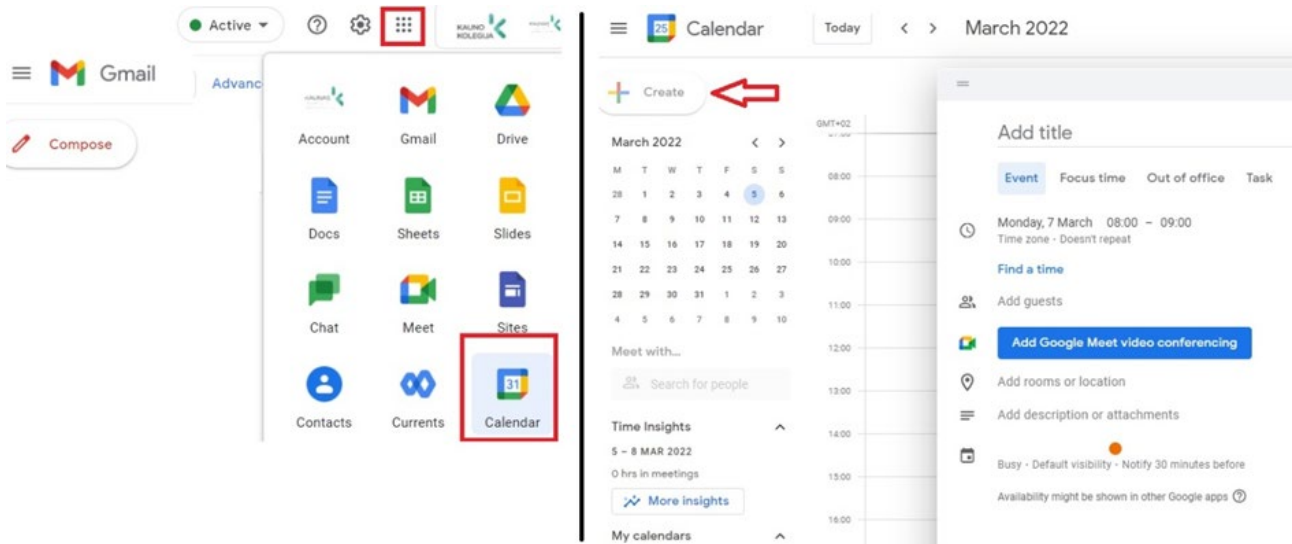 Active
KAUNO
KOLEGIJA
Gmail
Advanc
Compose
Account
Gmail
Drive
Docs
Sheets
Slides
Chat
Meet
Sites
Contacts
Currents
31
Calendar
25
Calendar
Today
March 2022
Create
March 2022
M T W T F S S
28 1 2 3 4 5 6
7 8 9 10 11 12 13
14 15 16 17 18 19 20
21 22 23 24 25 26 27
28 29 30 31 1 2 3
4 5 6 7 8 9 10
Meet with...
Search for people
Time Insights
5 – 8 MAR 2022
0 hrs in meetings
More insights
My calendars
GMT+02
08:00
09:00
10:00
11:00
12:00
13:00
14:00
15:00
16:00
Add title
Event Focus time Out of office Task
Monday, 7 March 08:00 – 09:00
Time zone - Doesn't repeat
Find a time
Add guests
Add Google Meet video conferencing
Add rooms or location
Add description or attachments
Busy - Default visibility - Notify 30 minutes before
Availability might be shown in other Google apps